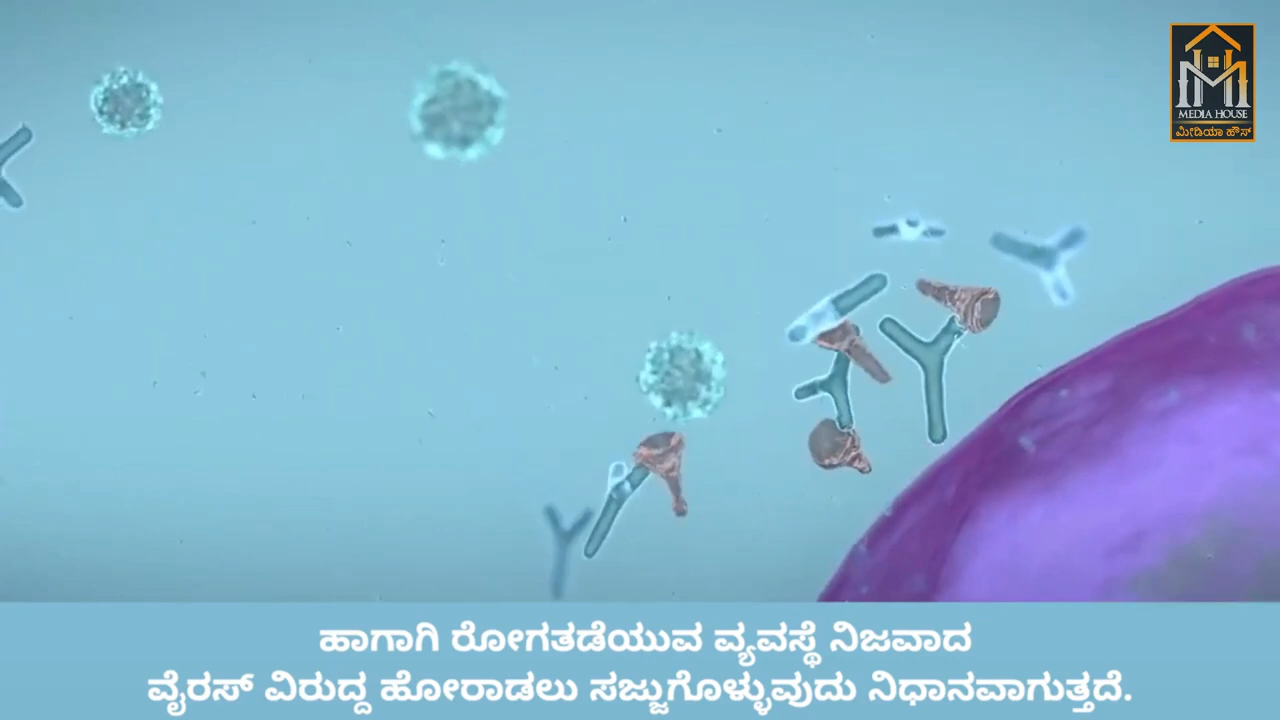 MEDIA HOUSE
ಮೀಡಿಯಾ ಹೌಸ್
ಹಾಗಾಗಿ ರೋಗತಡೆಯುವ ವ್ಯವಸ್ಥೆ ನಿಜವಾದ
ವೈರಸ್ ವಿರುದ್ದ ಹೋರಾಡಲು ಸಜ್ಜುಗೊಳ್ಳುವುದು ನಿಧಾನವಾಗುತ್ತದೆ.